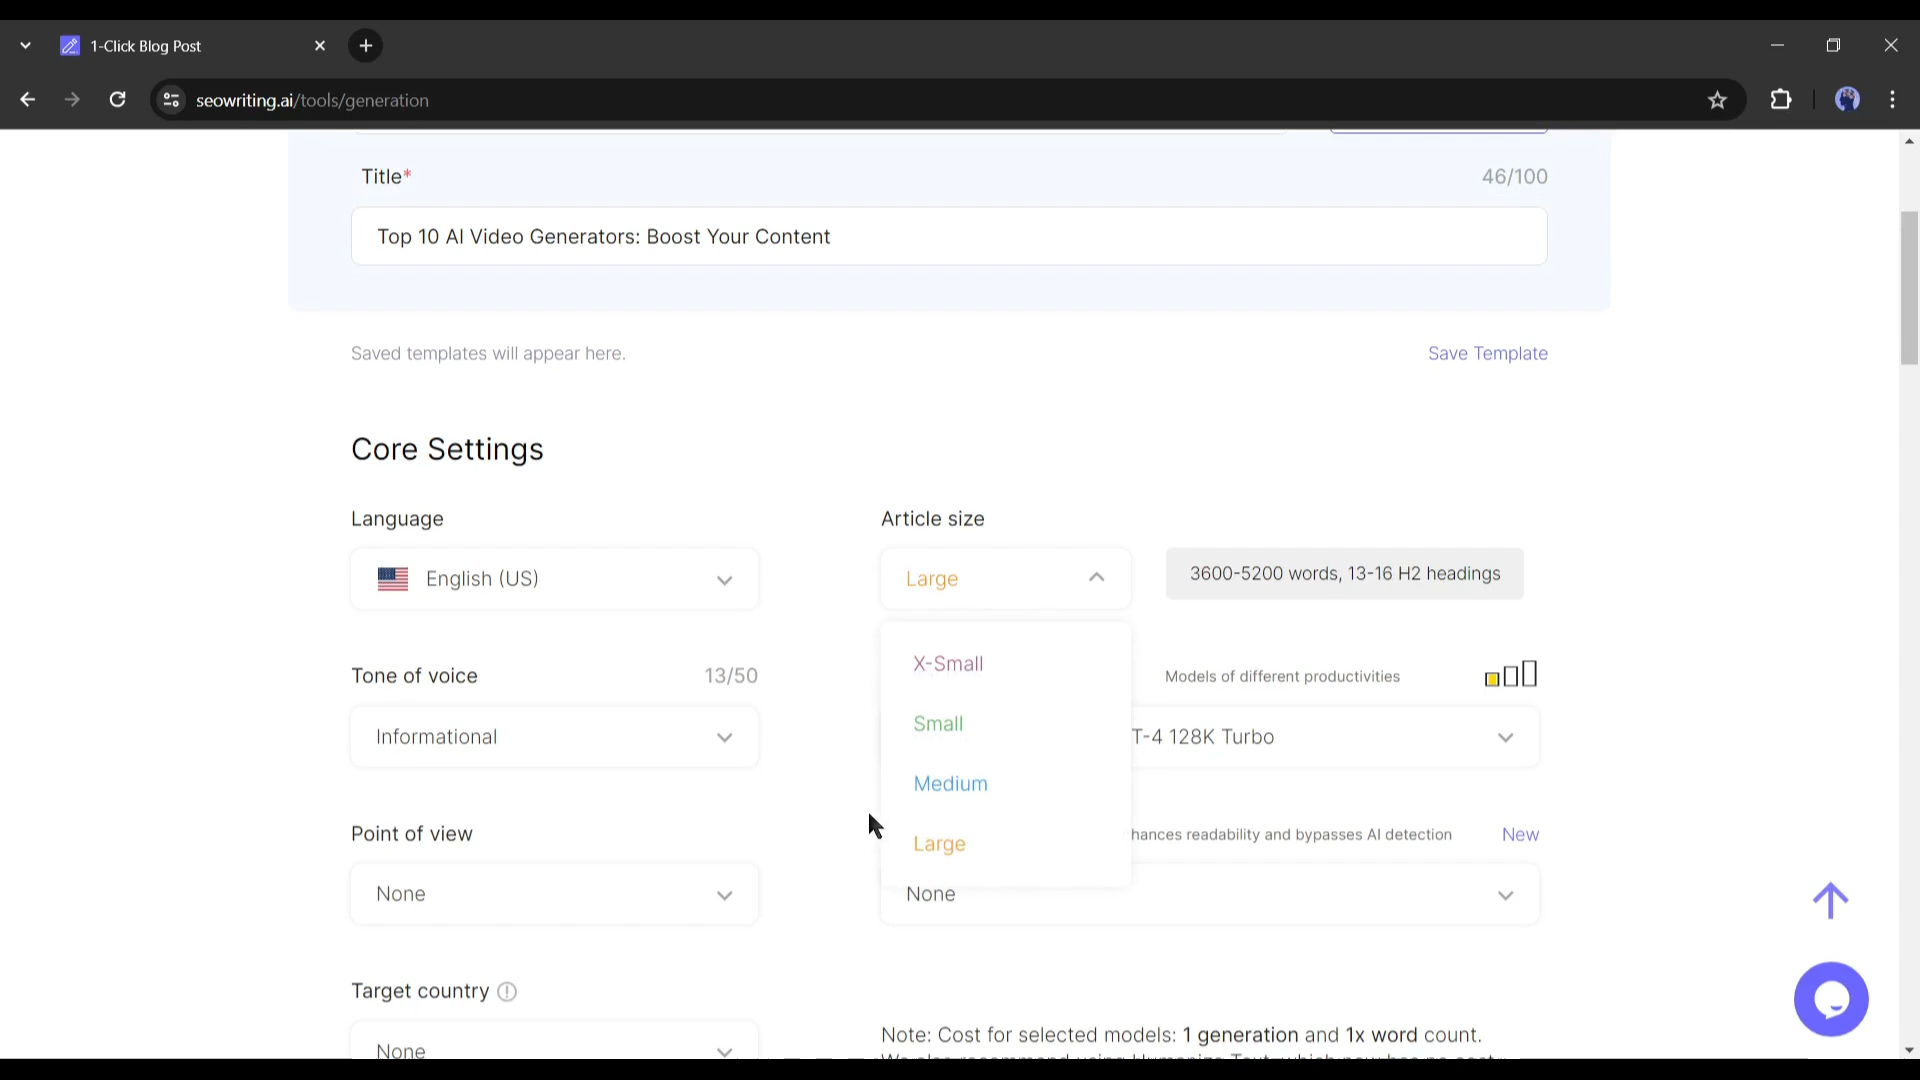 1-Click Blog Post
seowriting.ai/tools/generation
Title*
46/100
Top 10 AI Video Generators: Boost Your Content
Saved templates will appear here.
Save Template
Core Settings
Language
Article size
English (US)
Large
3600-5200 words, 13-16 H2 headings
X-Small
Tone of voice
13/50
Models of different productivities
Small
Informational
T-4 128K Turbo
Medium
Point of view
hances readability and bypasses AI detection
New
Large
None
None
Target country
None
Note: Cost for selected models: 1 generation and 1x word count.